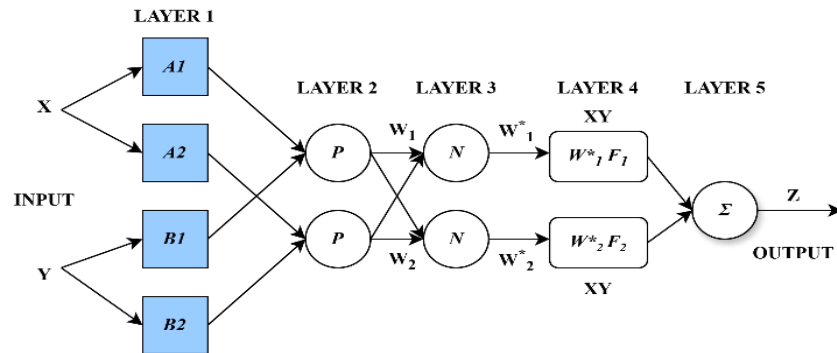 LAYER 1
A1
LAYER 2
LAYER 3
LAYER 4
LAYER 5
X
XY
A2
P
W₁
N
W*₁
W*₁ F₁
INPUT
Σ
Z
B1
P
W₂
N
W*₂
W*₂ F₂
OUTPUT
Y
XY
B2